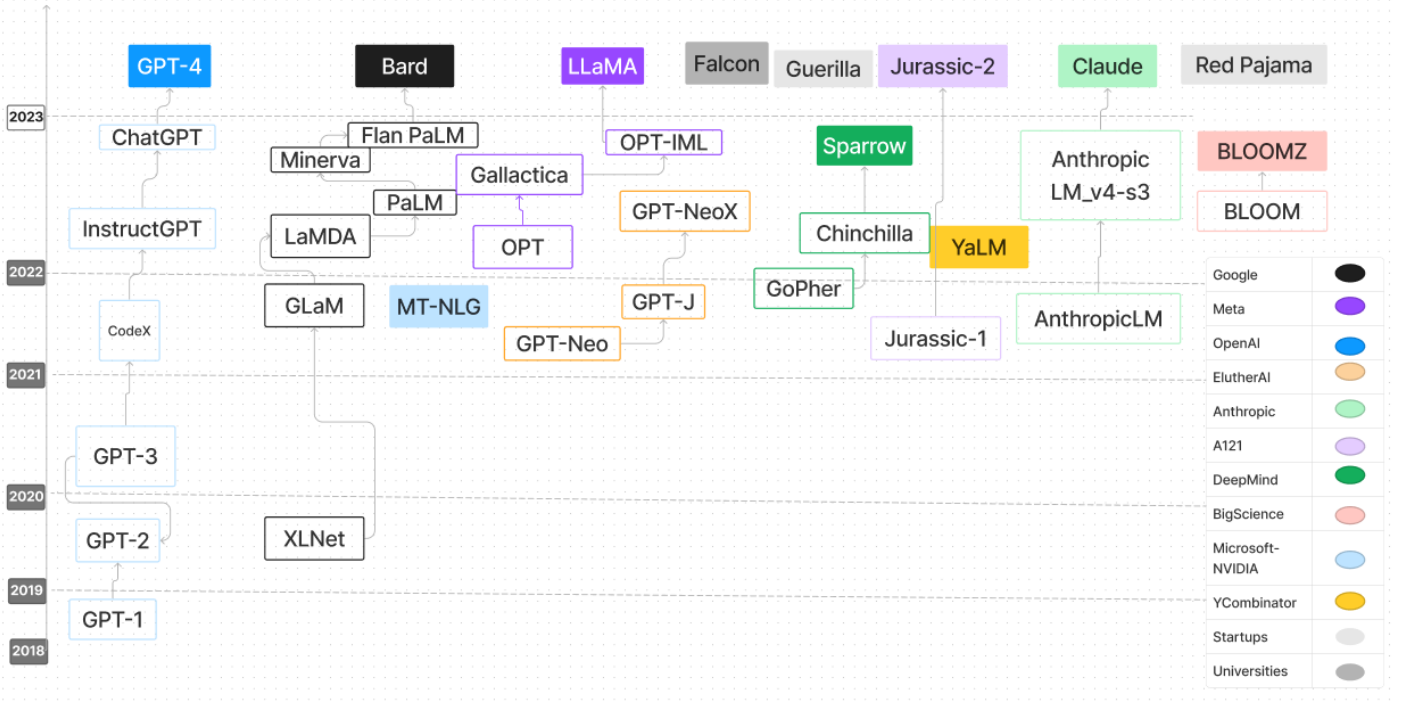 GPT-4
Bard
LLaMA
Falcon
Guerilla
Jurassic-2
Claude
Red Pajama
2023
ChatGPT
Flan PaLM
Minerva
OPT-IML
Sparrow
Anthropic
LM_v4-s3
BLOOMZ
Gallactica
PaLM
GPT-NeoX
BLOOM
InstructGPT
LaMDA
OPT
Chinchilla
YaLM
2022
GoPher
CodeX
GLaM
MT-NLG
GPT-J
GPT-Neo
Jurassic-1
AnthropicLM
2021
GPT-3
2020
GPT-2
XLNet
2019
GPT-1
2018
Google
Meta
OpenAI
ElutherAI
Anthropic
A121
DeepMind
BigScience
Microsoft-
NVIDIA
YCombinator
Startups
Universities